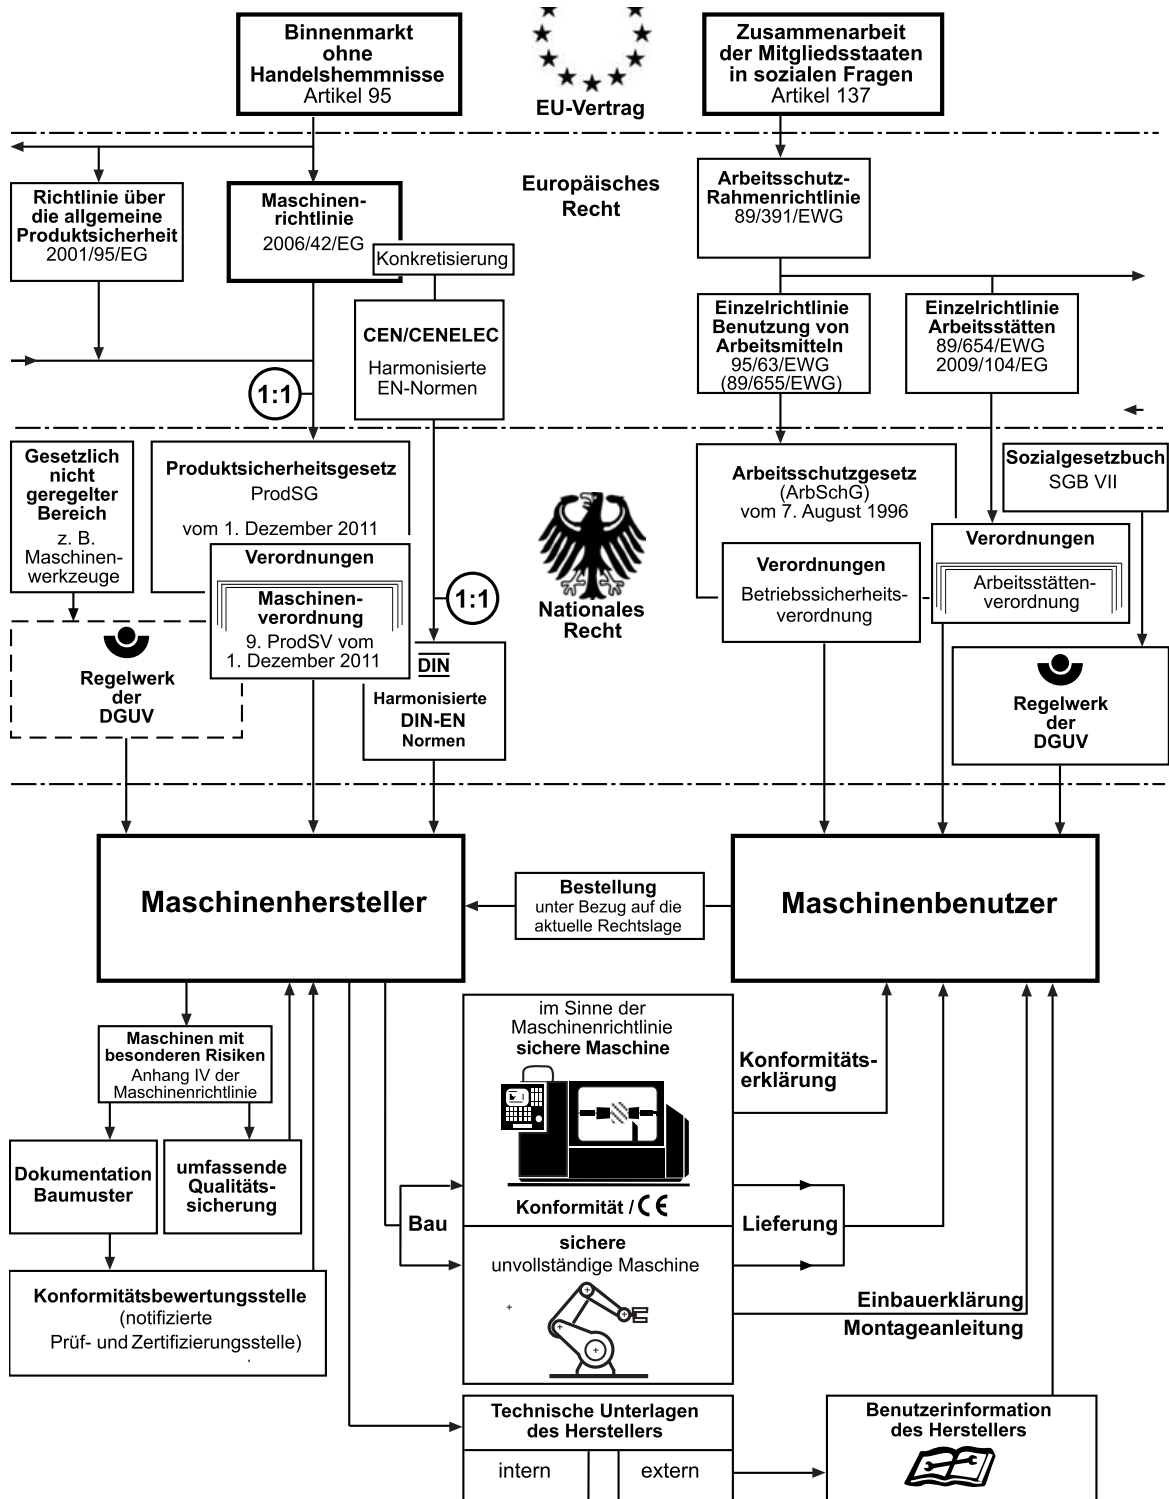 Binnenmarkt
ohne
Handelshemmnisse
Artikel 95
EU-Vertrag
Zusammenarbeit
der Mitgliedsstaaten
in sozialen Fragen
Artikel 137
Richtlinie über
die allgemeine
Produktsicherheit
2001/95/EG
Maschinen-
richtlinie
2006/42/EG
Konkretisierung
Europäisches
Recht
Arbeitsschutz-
Rahmenrichtlinie
89/391/EWG
CEN/CENELEC
Harmonisierte
EN-Normen
1:1
Einzelrichtlinie
Benutzung von
Arbeitsmitteln
95/63/EWG
(89/655/EWG)
Einzelrichtlinie
Arbeitsstätten
89/654/EWG
2009/104/EG
Gesetzlich
nicht
geregelter
Bereich
z. B.
Maschinen-
werkzeuge
Produktsicherheitsgesetz
ProdSG
vom 1. Dezember 2011
Verordnungen
Maschinen-
verordnung
9. ProdSV vom
1. Dezember 2011
1:1
Nationales
Recht
Arbeitsschutzgesetz
(ArbSchG)
vom 7. August 1996
Verordnungen
Betriebssicherheits-
verordnung
Sozialgesetzbuch
SGB VII
Verordnungen
Arbeitsstätten-
verordnung
Regelwerk
der
DGUV
DIN
Harmonisierte
DIN-EN
Normen
Regelwerk
der
DGUV
Maschinenhersteller
Bestellung
unter Bezug auf die
aktuelle Rechtslage
Maschinenbenutzer
Maschinen mit
besonderen Risiken
Anhang IV der
Maschinenrichtlinie
Dokumentation
Baumuster
umfassende
Qualitäts-
sicherung
Konformitätsbewertungsstelle
(notifizierte
Prüf- und Zertifizierungsstelle)
Bau
im Sinne der
Maschinenrichtlinie
sichere Maschine
Konformität / CE
sichere
unvollständige Maschine
Konformitäts-
erklärung
Lieferung
Einbauerklärung
Montageanleitung
Technische Unterlagen
des Herstellers
intern
extern
Benutzerinformation
des Herstellers